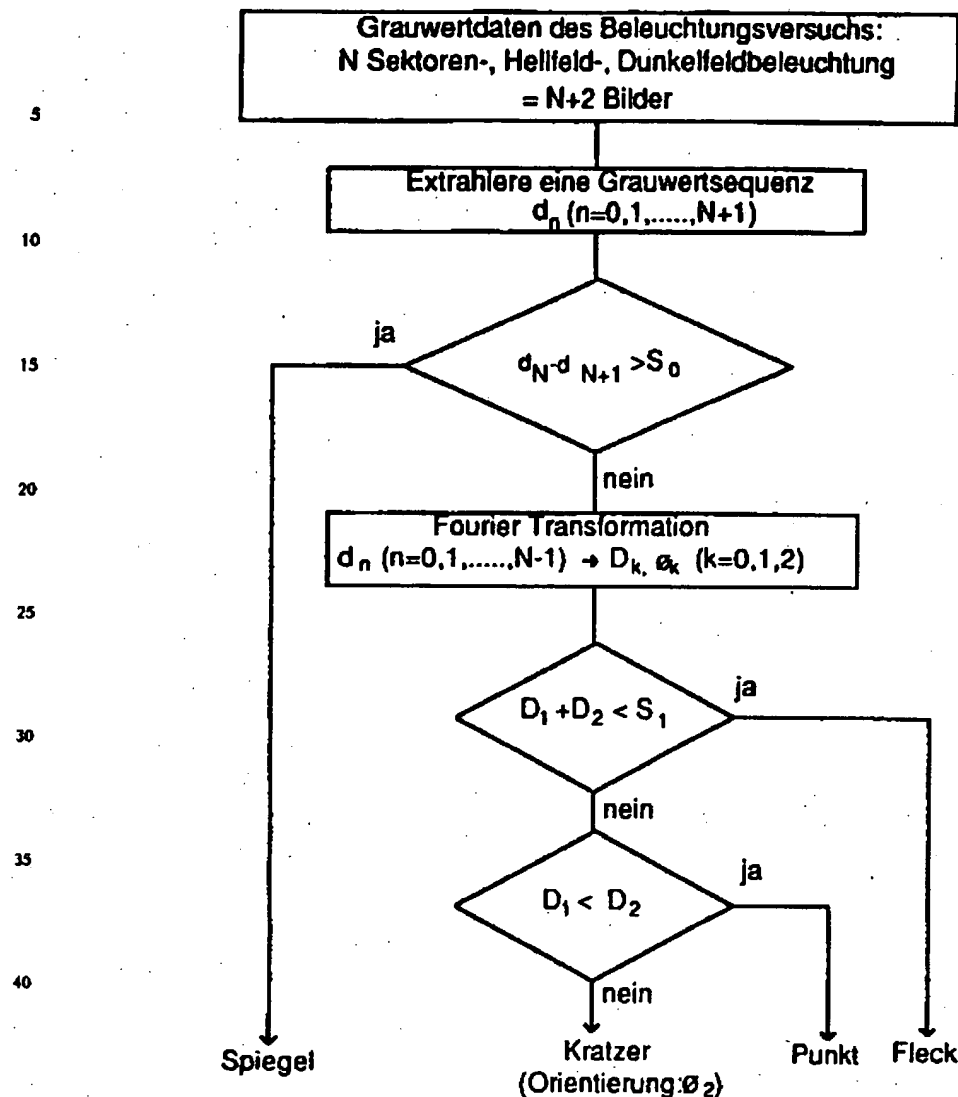 Grauwertdaten des Beleuchtungsversuchs:
N Sektoren-, Hellfeld-, Dunkelfeldbeleuchtung
= N+2 Bilder
5
Extrahiere eine Grauwertsequenz
dₙ (n=0,1,......,N+1)
10
ja
15
d_N-d_N+1 >S₀
nein
20
Fourier Transformation
dₙ (n=0,1,......,N-1) → Dₖ, øₖ (k=0,1,2)
25
ja
D₁+D₂ < S₁
30
nein
35
ja
D₁ < D₂
40
nein
Spiegel
Kratzer
(Orientierung:ø₂)
Punkt
Fleck